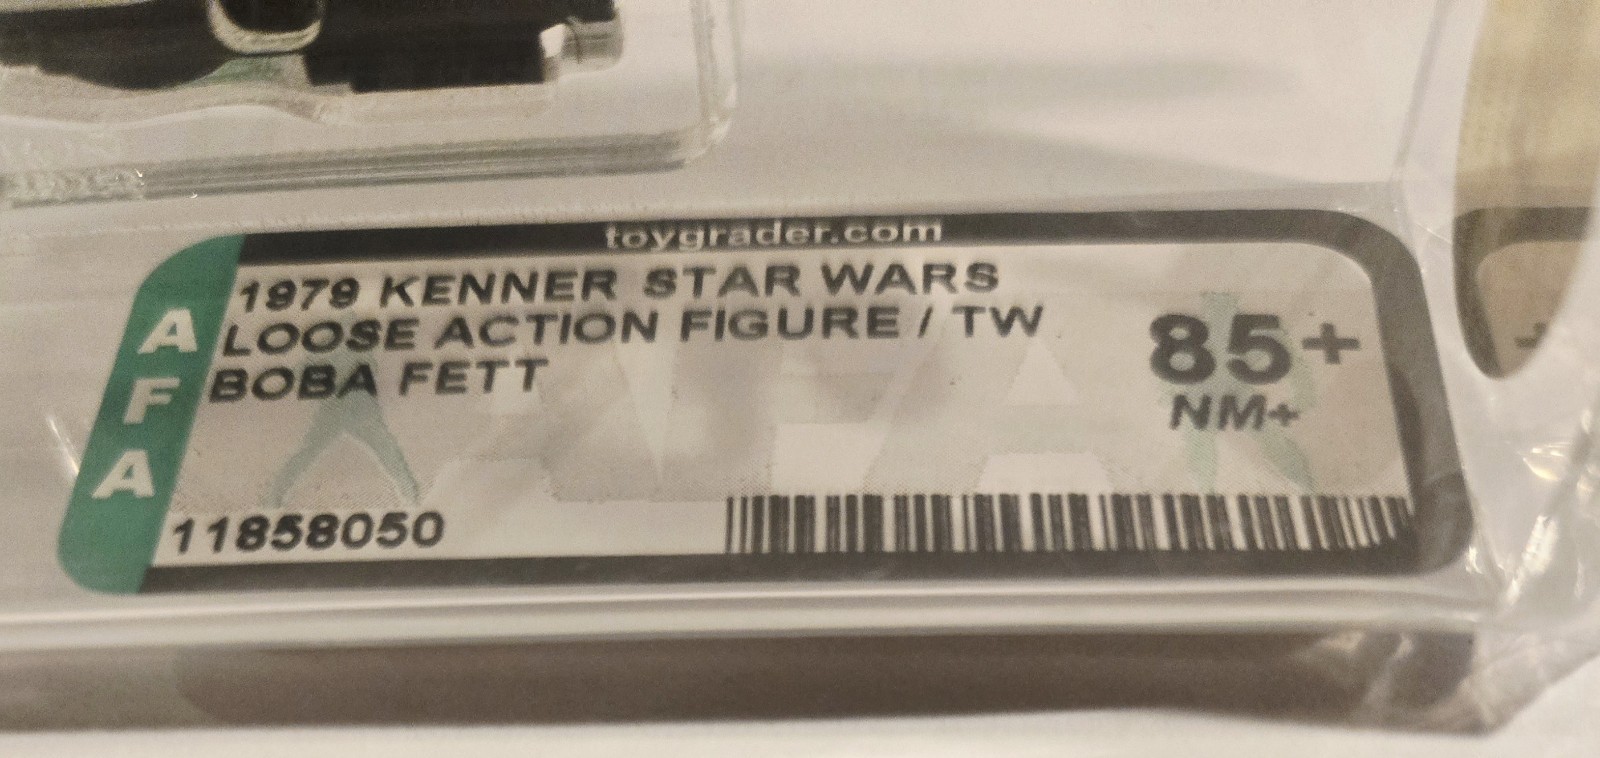 toygrader.com
AFA
1979 KENNER STAR WARS
LOOSE ACTION FIGURE / TW
BOBA FETT
85+
NM+
11858050